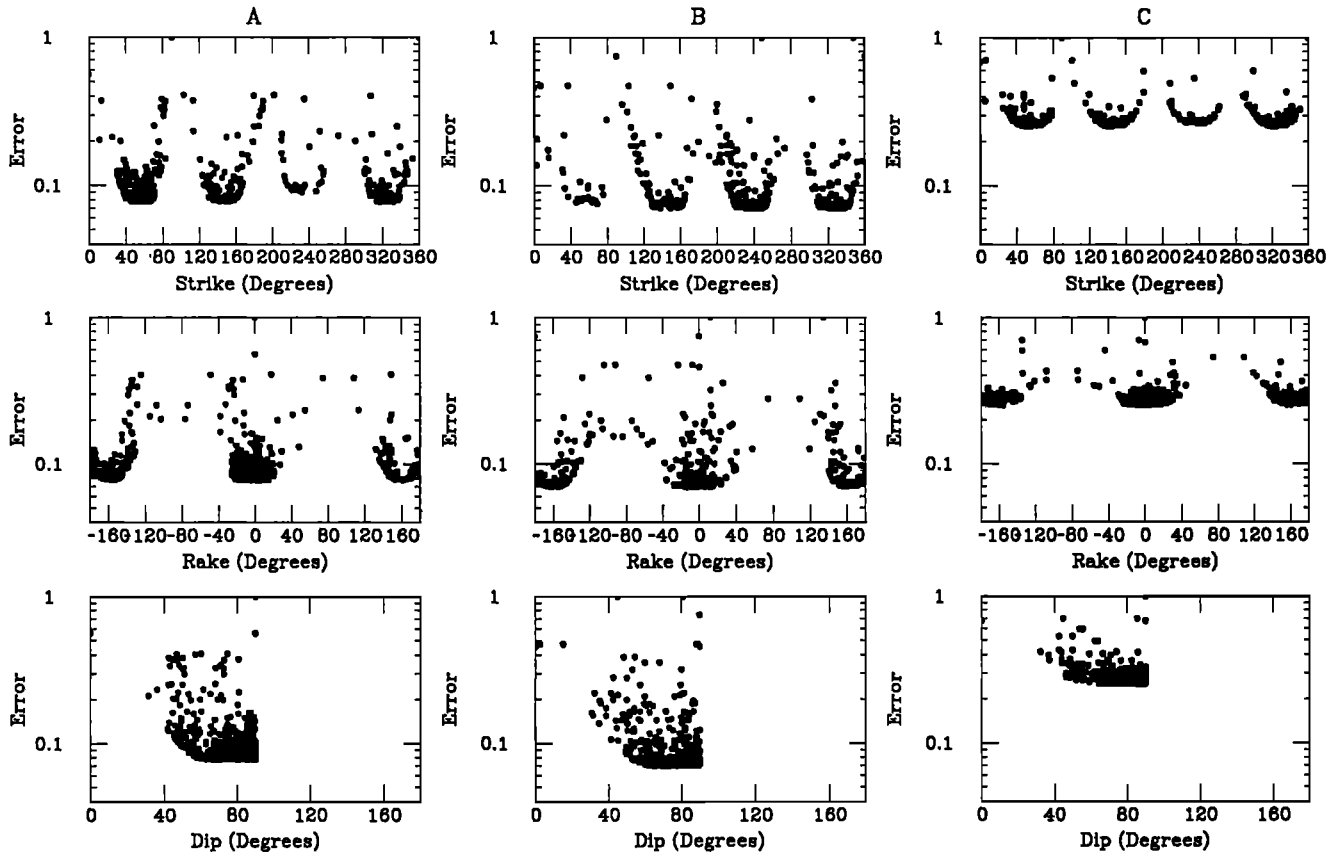 A B C
1 1 1
Error Error Error
0.1 0.1 0.1
0 40 80 120 160 200 240 280 320 360 0 40 80 120 160 200 240 280 320 360 0 40 80 120 160 200 240 280 320 360
Strike (Degrees) Strike (Degrees) Strike (Degrees)
1 1 1
Error Error Error
0.1 0.1 0.1
-160 -120 -80 -40 0 40 80 120 160 -160 -120 -80 -40 0 40 80 120 160 -160 -120 -80 -40 0 40 80 120 160
Rake (Degrees) Rake (Degrees) Rake (Degrees)
1 1 1
Error Error Error
0.1 0.1 0.1
0 40 80 120 160 0 40 80 120 160 0 40 80 120 160
Dip (Degrees) Dip (Degrees) Dip (Degrees)